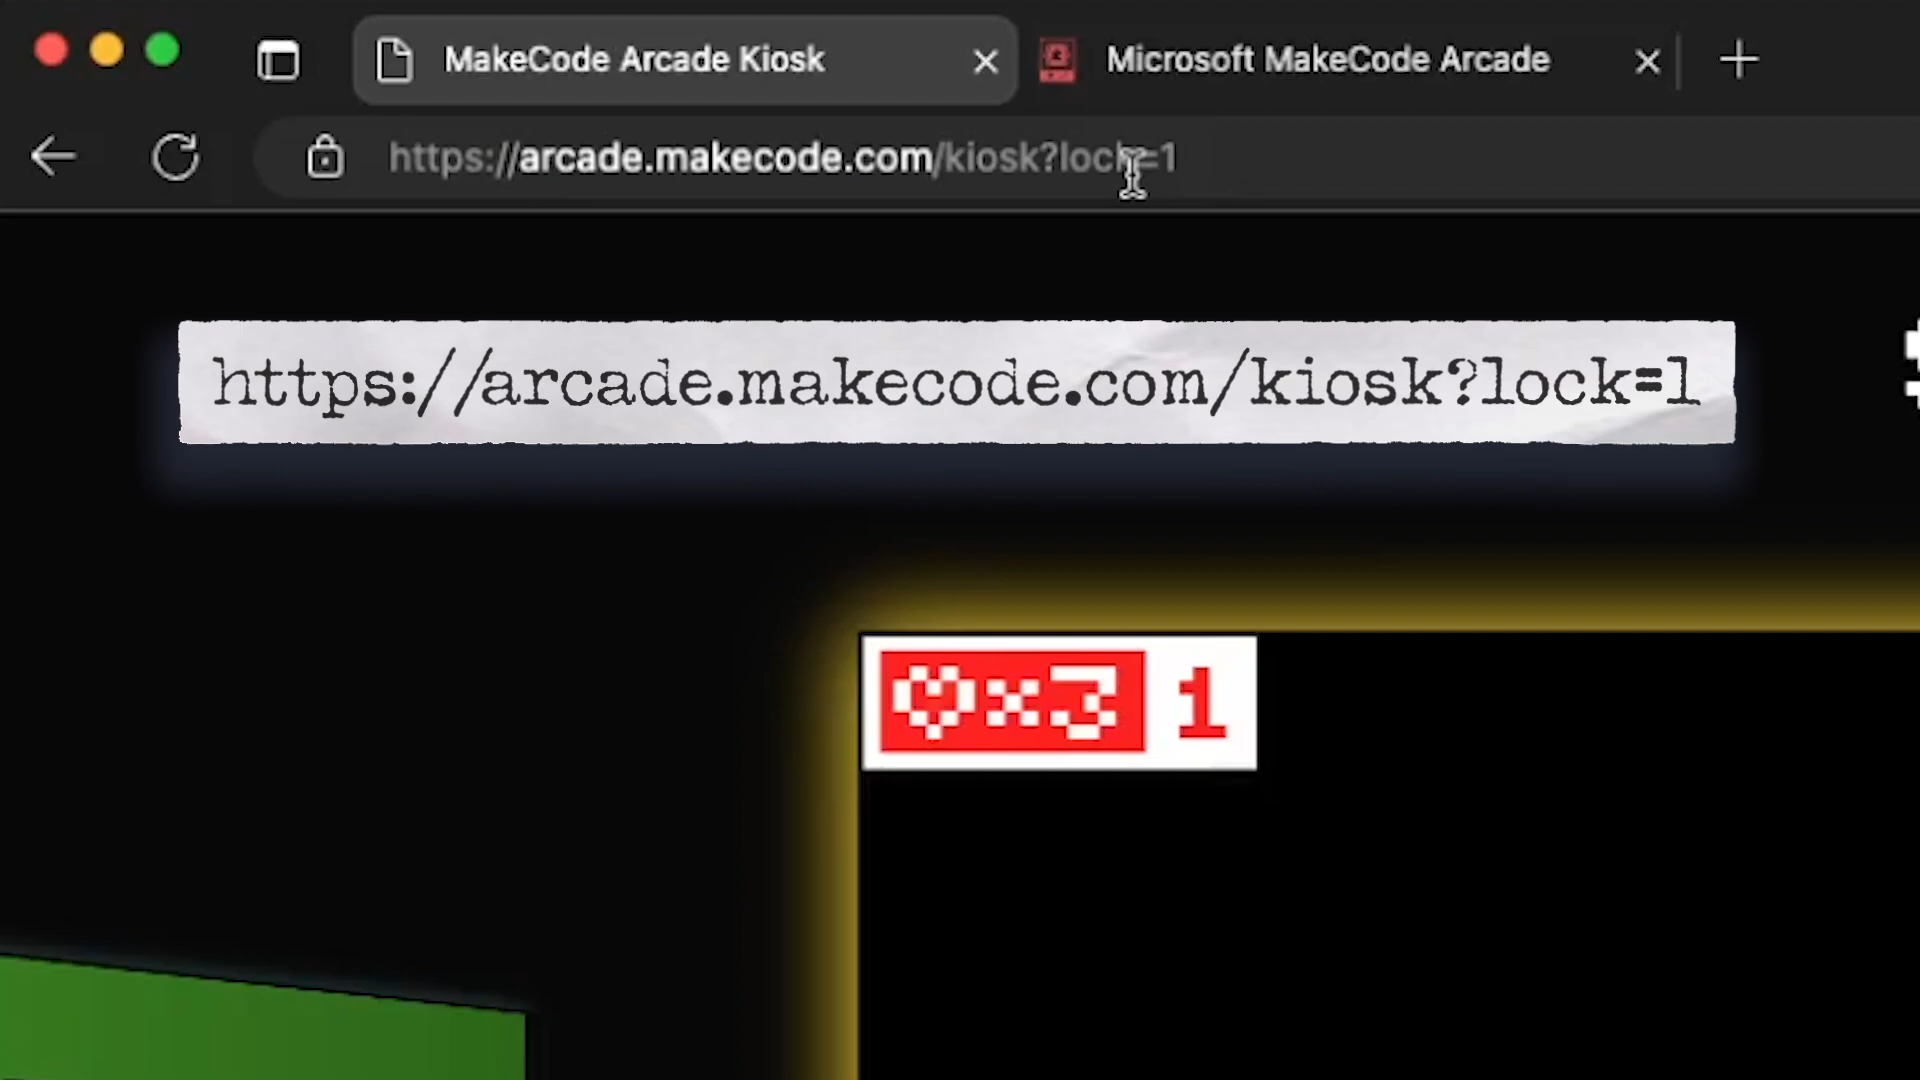 MakeCode Arcade Kiosk
Microsoft MakeCode Arcade
https://arcade.makecode.com/kiosk?lock=1
https://arcade.makecode.com/kiosk?lock=1
x3 1